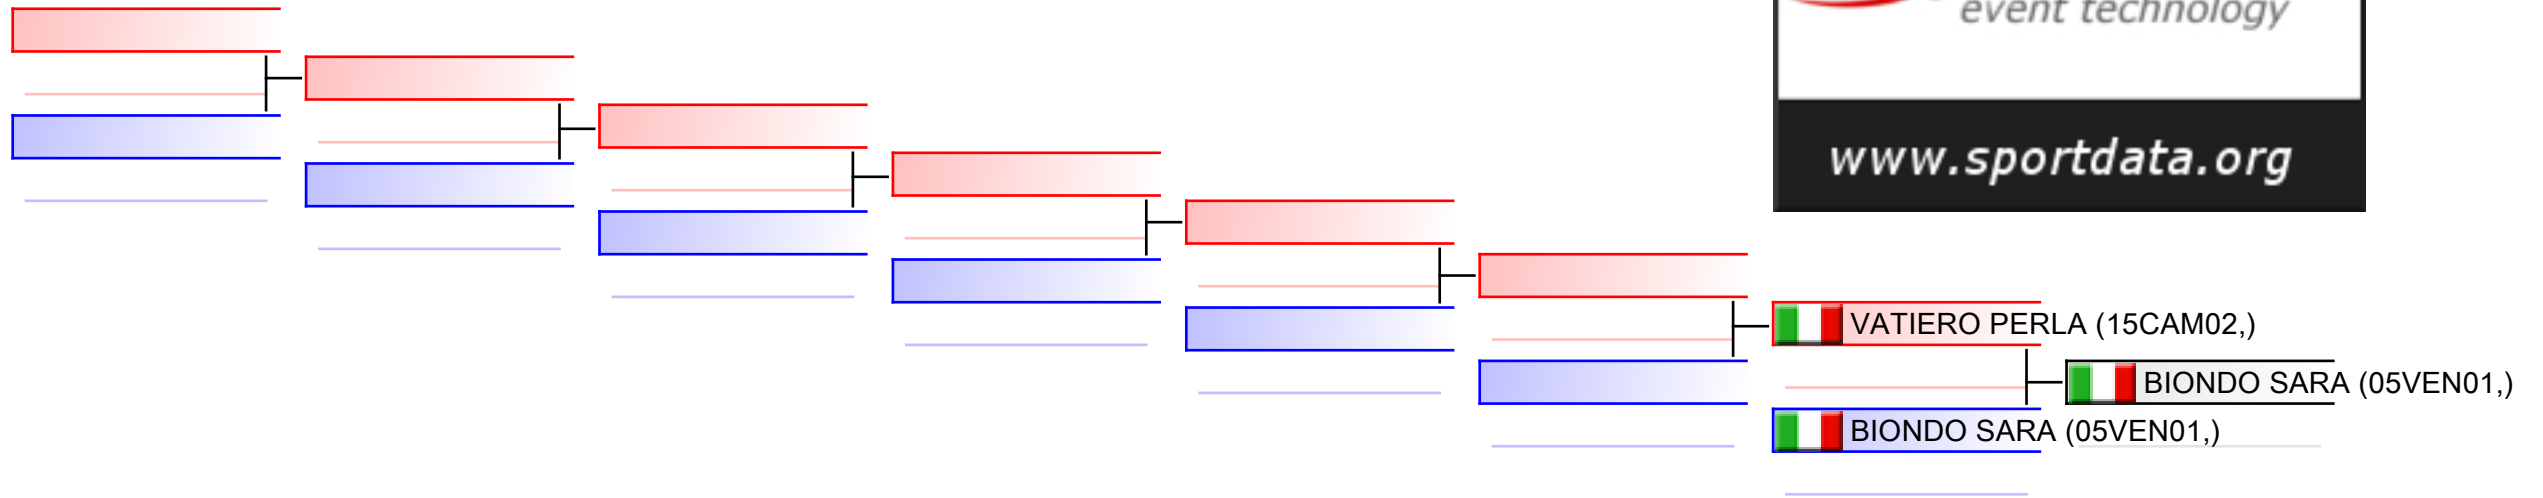 event technology
www.sportdata.org
VATIERO PERLA (15CAM02,)
BIONDO SARA (05VEN01,)
BIONDO SARA (05VEN01,)